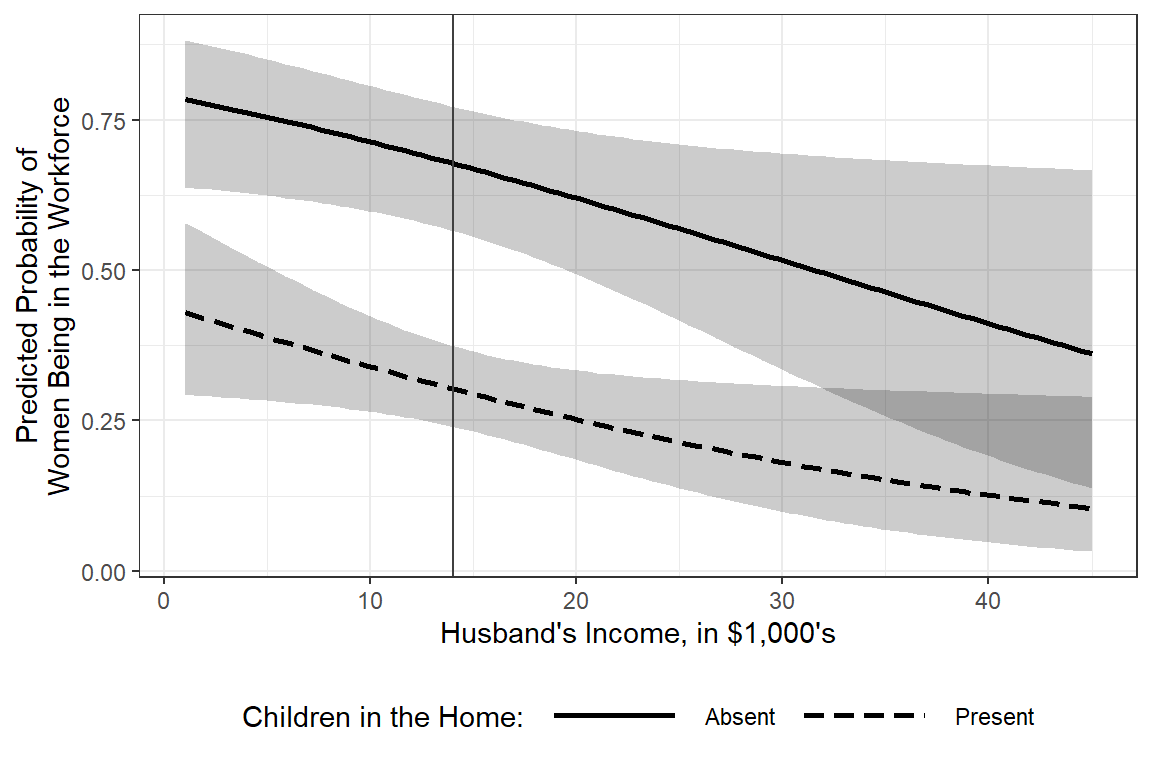 Predicted Probability of
Women Being in the Workforce
0.75
0.50
0.25
0.00
0 10 20 30 40
Husband's Income, in $1,000's
Children in the Home: Absent Present